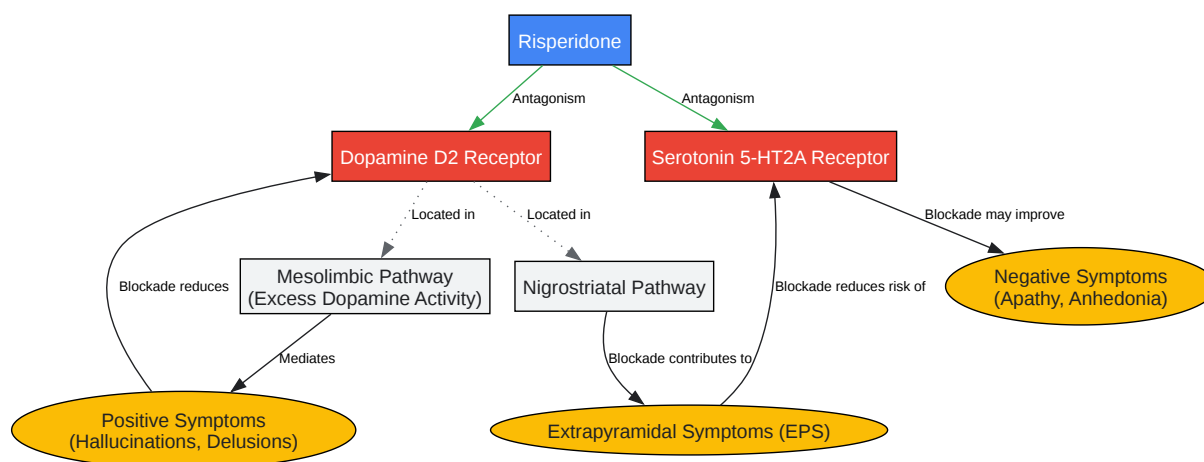 Risperidone
Antagonism
Antagonism
Dopamine D2 Receptor
Serotonin 5-HT2A Receptor
Located in
Located in
Blockade may improve
Mesolimbic Pathway
(Excess Dopamine Activity)
Nigrostriatal Pathway
Blockade reduces
Blockade reduces risk of
Negative Symptoms
(Apathy, Anhedonia)
Mediates
Blockade contributes to
Positive Symptoms
(Hallucinations, Delusions)
Extrapyramidal Symptoms (EPS)